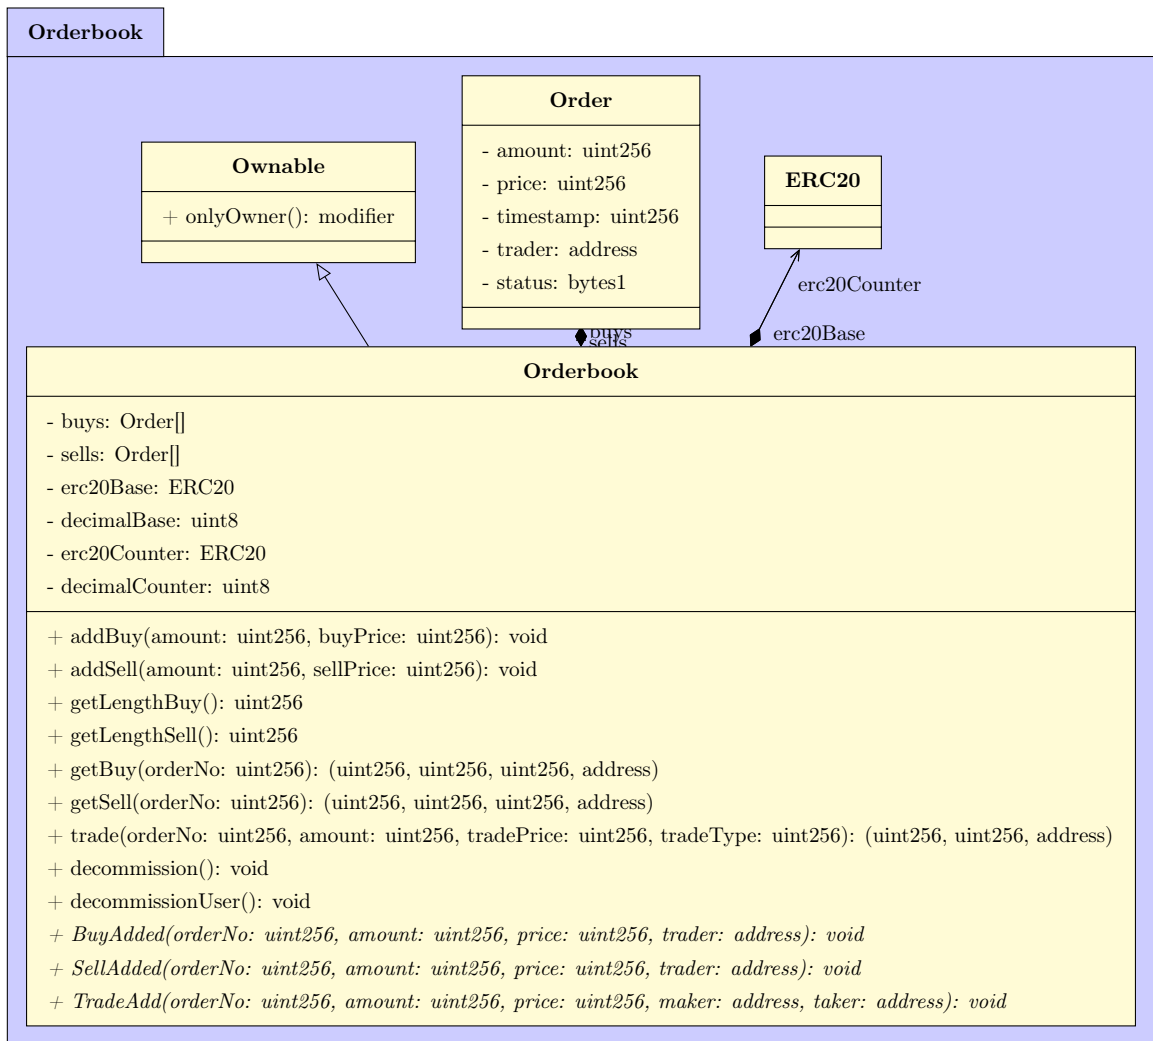 Orderbook
Order
- amount: uint256
- price: uint256
- timestamp: uint256
- trader: address
- status: bytes1
Ownable
+ onlyOwner(): modifier
ERC20
erc20Counter
buys
sells
erc20Base
Orderbook
- buys: Order[]
- sells: Order[]
- erc20Base: ERC20
- decimalBase: uint8
- erc20Counter: ERC20
- decimalCounter: uint8
+ addBuy(amount: uint256, buyPrice: uint256): void
+ addSell(amount: uint256, sellPrice: uint256): void
+ getLengthBuy(): uint256
+ getLengthSell(): uint256
+ getBuy(orderNo: uint256): (uint256, uint256, uint256, address)
+ getSell(orderNo: uint256): (uint256, uint256, uint256, address)
+ trade(orderNo: uint256, amount: uint256, tradePrice: uint256, tradeType: uint256): (uint256, uint256, address)
+ decommission(): void
+ decommissionUser(): void
+ BuyAdded(orderNo: uint256, amount: uint256, price: uint256, trader: address): void
+ SellAdded(orderNo: uint256, amount: uint256, price: uint256, trader: address): void
+ TradeAdd(orderNo: uint256, amount: uint256, price: uint256, maker: address, taker: address): void